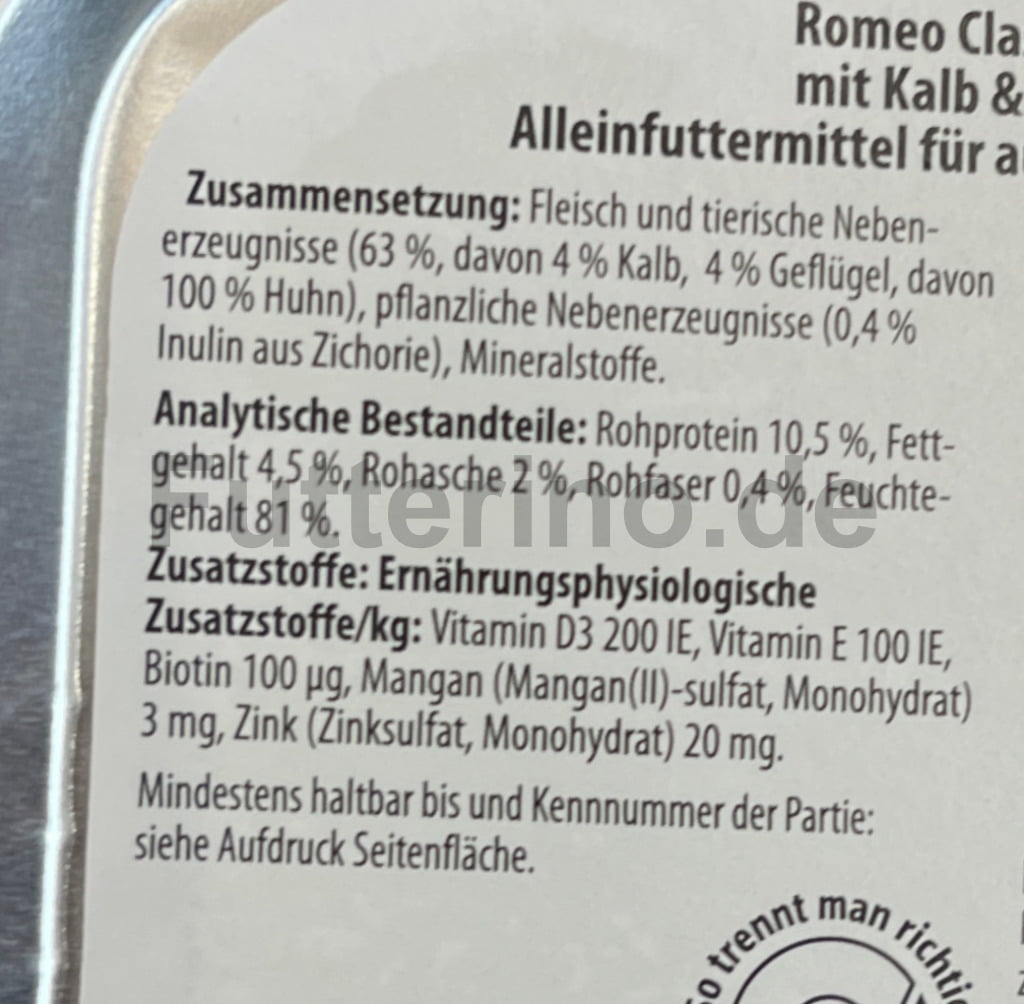 Romeo Cla
mit Kalb &
Alleinfuttermittel für a
Zusammensetzung: Fleisch und tierische Neben-
erzeugnisse (63 %, davon 4 % Kalb, 4 % Geflügel, davon
100 % Huhn), pflanzliche Nebenerzeugnisse (0,4 %
Inulin aus Zichorie), Mineralstoffe.
Analytische Bestandteile: Rohprotein 10,5 %, Fett-
gehalt 4,5 %, Rohasche 2 %, Rohfaser 0,4 %, Feuchte-
gehalt 81 %.
Futterino.de
Zusatzstoffe: Ernährungsphysiologische
Zusatzstoffe/kg: Vitamin D3 200 IE, Vitamin E 100 IE,
Biotin 100 µg, Mangan (Mangan(II)-sulfat, Monohydrat)
3 mg, Zink (Zinksulfat, Monohydrat) 20 mg.
Mindestens haltbar bis und Kennnummer der Partie:
siehe Aufdruck Seitenfläche.
So trennt man richti